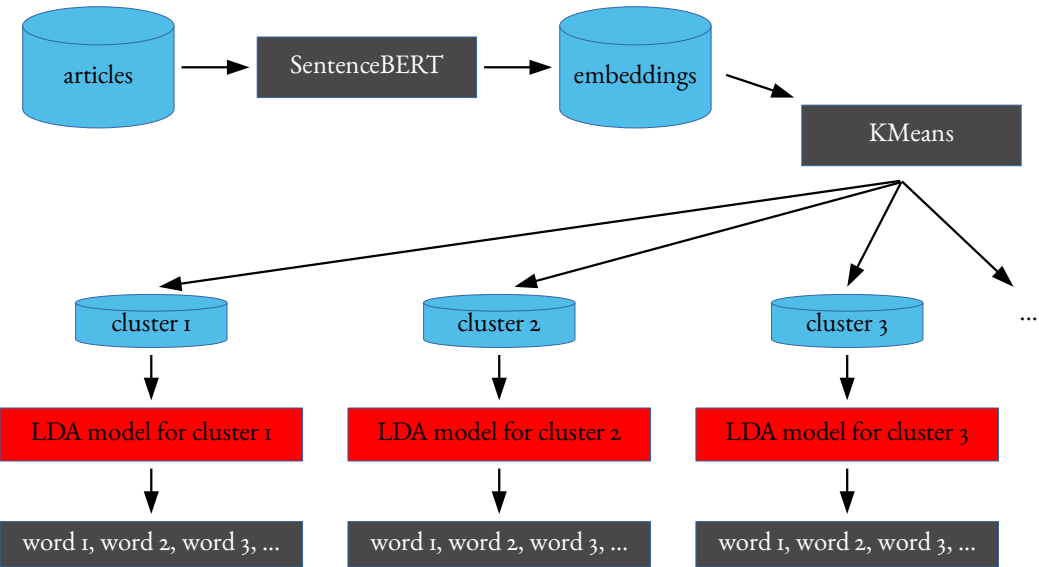 articles
SentenceBERT
embeddings
KMeans
cluster 1
cluster 2
cluster 3
...
LDA model for cluster 1
LDA model for cluster 2
LDA model for cluster 3
word 1, word 2, word 3, ...
word 1, word 2, word 3, ...
word 1, word 2, word 3, ...